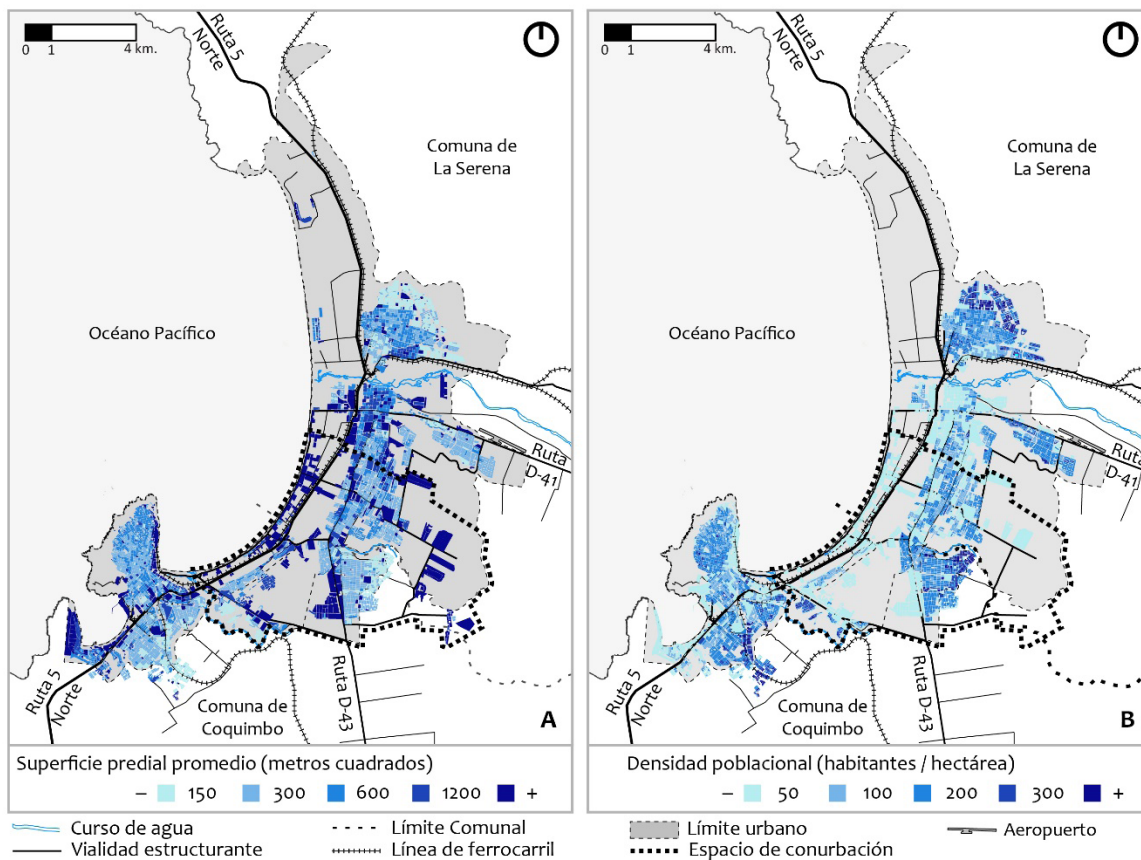 0 1 4 km.
Ruta 5
Norte
Comuna de
La Serena
Océano Pacífico
Ruta
D-41
Ruta 5
Norte
Comuna de
Coquimbo
Ruta D-43
A
Superficie predial promedio (metros cuadrados)
– 150 300 600 1200 +
0 1 4 km.
Ruta 5
Norte
Comuna de
La Serena
Océano Pacífico
Ruta
D-41
Ruta 5
Norte
Comuna de
Coquimbo
Ruta D-43
B
Densidad poblacional (habitantes / hectárea)
– 50 100 200 300 +
Curso de agua
Límite Comunal
Límite urbano
Aeropuerto
Vialidad estructurante
Línea de ferrocarril
Espacio de conurbación